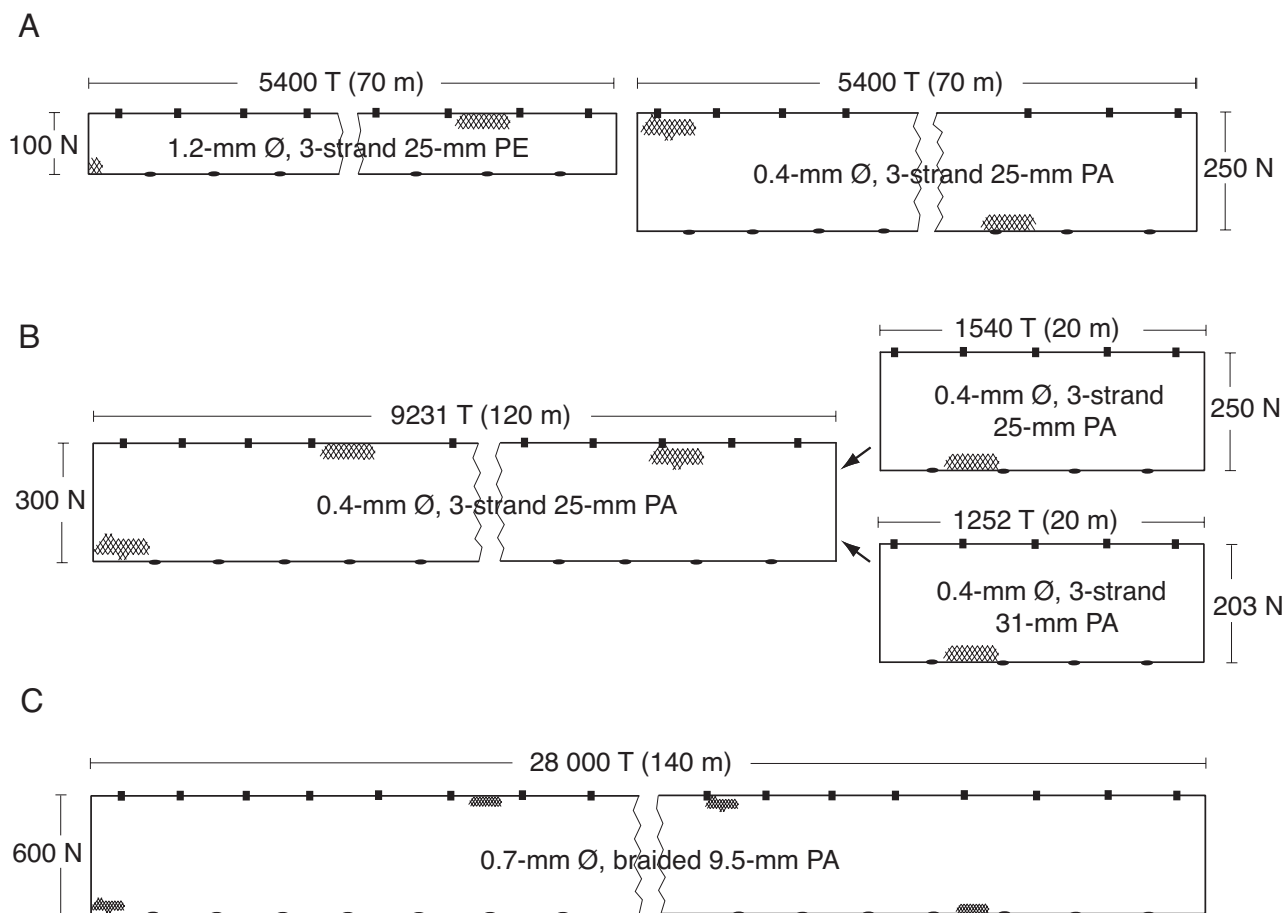 A
5400 T (70 m)
5400 T (70 m)
100 N
1.2-mm Ø, 3-strand 25-mm PE
0.4-mm Ø, 3-strand 25-mm PA
250 N
B
1540 T (20 m)
0.4-mm Ø, 3-strand
25-mm PA
250 N
9231 T (120 m)
300 N
0.4-mm Ø, 3-strand 25-mm PA
1252 T (20 m)
0.4-mm Ø, 3-strand
31-mm PA
203 N
C
28 000 T (140 m)
600 N
0.7-mm Ø, braided 9.5-mm PA